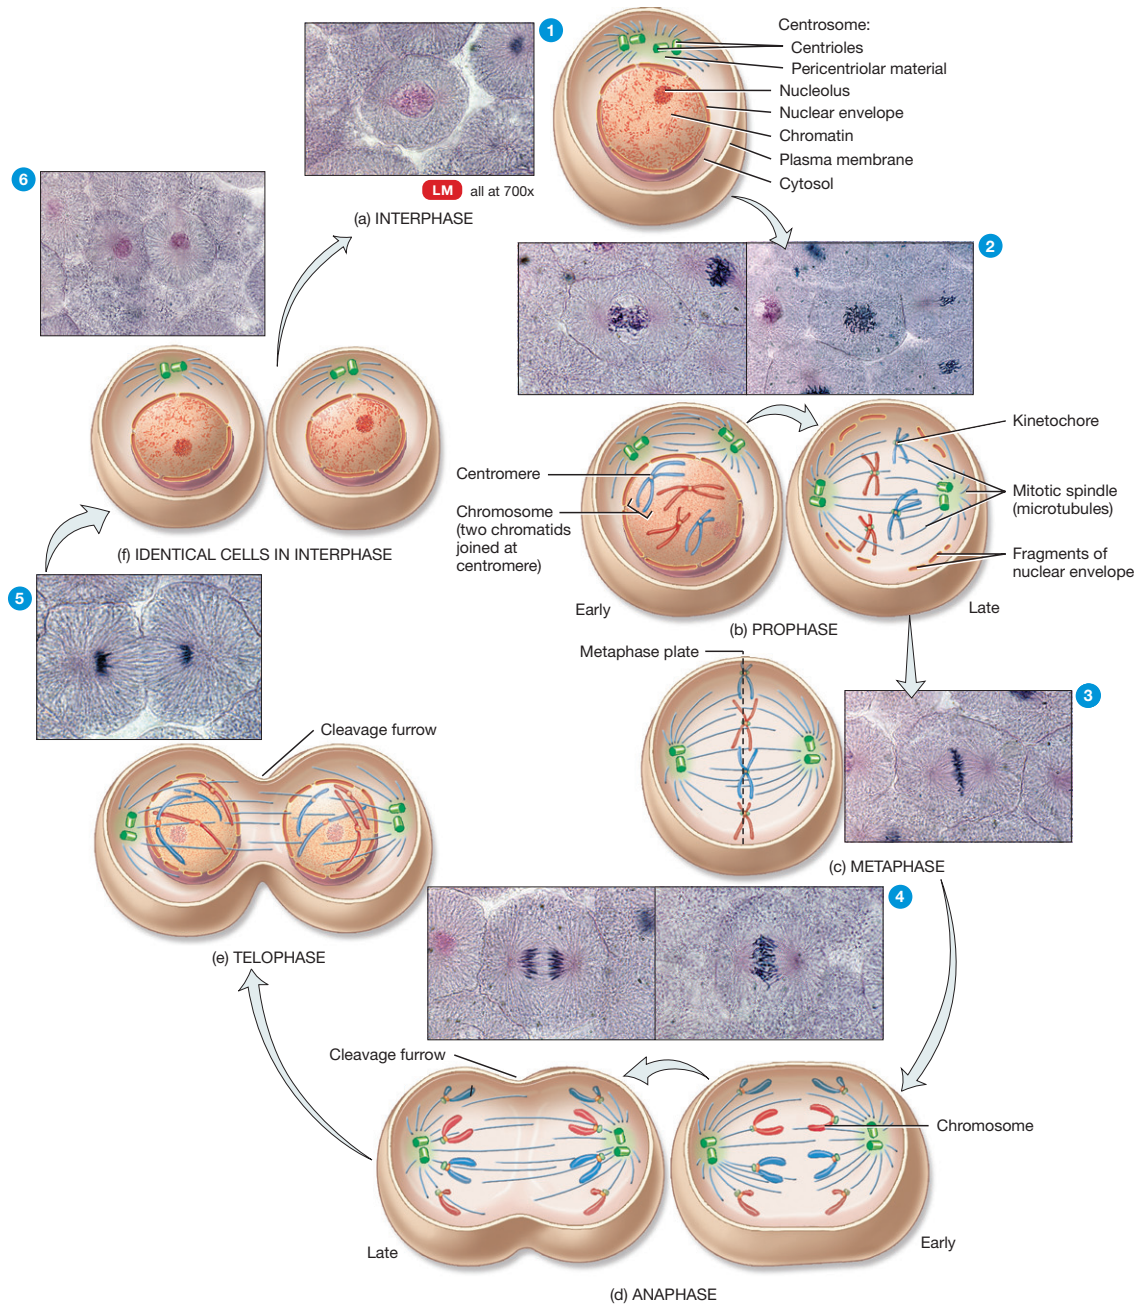 1
Centrosome:
Centrioles
Pericentriolar material
Nucleolus
Nuclear envelope
Chromatin
Plasma membrane
Cytosol
LM all at 700x
(a) INTERPHASE
2
Kinetochore
Mitotic spindle
(microtubules)
Fragments of
nuclear envelope
Centromere
Chromosome
(two chromatids
joined at
centromere)
Early
Late
(b) PROPHASE
Metaphase plate
3
(c) METAPHASE
4
Cleavage furrow
Chromosome
Late
Early
(d) ANAPHASE
5
Cleavage furrow
(e) TELOPHASE
6
(f) IDENTICAL CELLS IN INTERPHASE